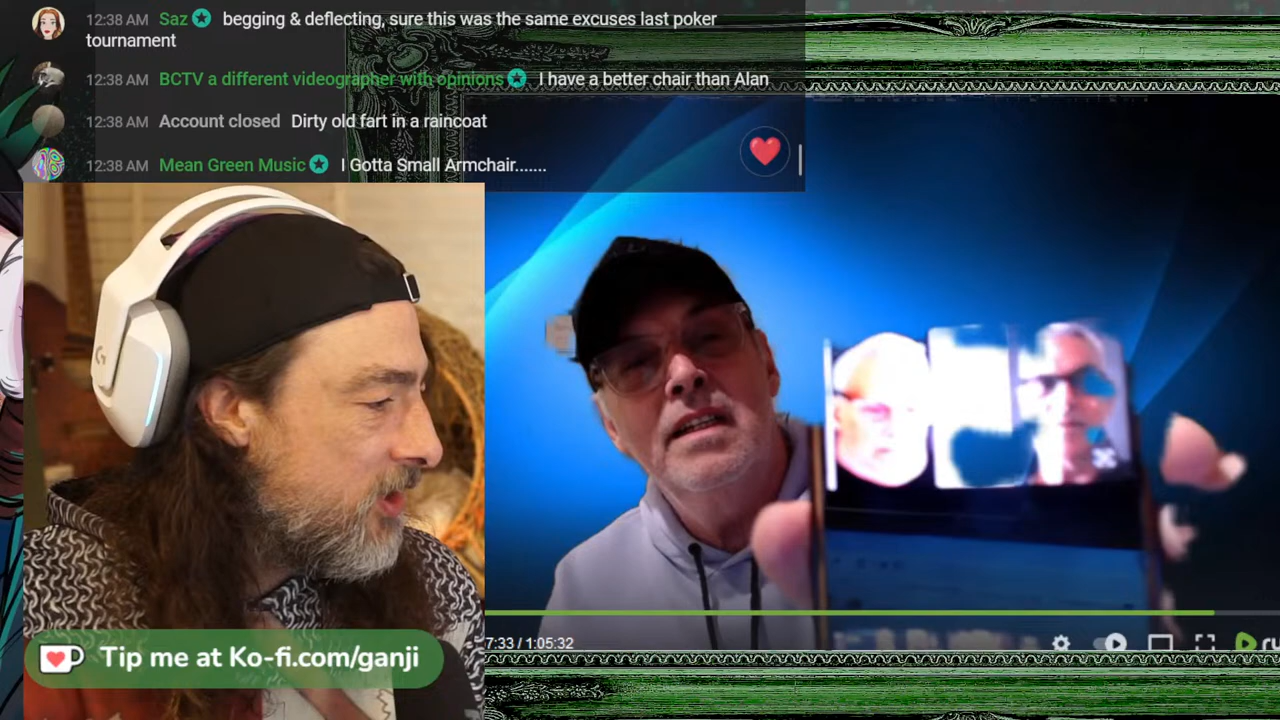 12:38 AM Saz begging & deflecting, sure this was the same excuses last poker
tournament
12:38 AM BCTV a different videographer with opinions I have a better chair than Alan
12:38 AM Account closed Dirty old fart in a raincoat
12:38 AM Mean Green Music I Gotta Small Armchair.......
Tip me at Ko-fi.com/ganji
7:33 / 1:05:32